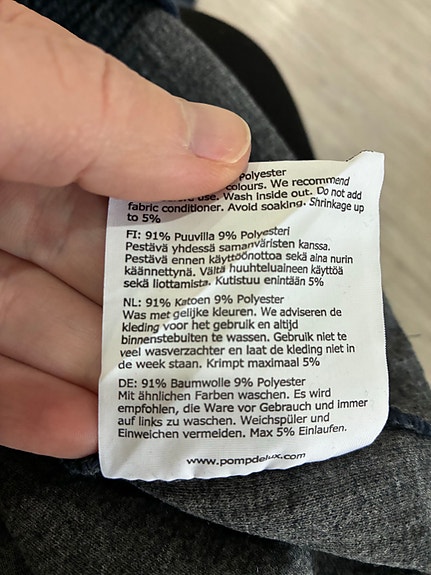 Polyester
colours. We recommend
use. Wash inside out. Do not add
fabric conditioner. Avoid soaking. Shrinkage up
to 5%
FI: 91% Puuvilla 9% Polyesteri
Pestävä yhdessä samanväristen kanssa.
Pestävä ennen käyttöönottoa sekä aina nurin
käännettynä. Vältä huuhteluaineen käyttöä
sekä liottamista. Kutistuu enintään 5%
NL: 91% Katoen 9% Polyester
Was met gelijke kleuren. We adviseren de
kleding voor het gebruik en altijd
binnenstebuiten te wassen. Gebruik niet te
veel wasverzachter en laat de kleding niet in
de week staan. Krimpt maximaal 5%
DE: 91% Baumwolle 9% Polyester
Mit ähnlichen Farben waschen. Es wird
empfohlen, die Ware vor Gebrauch und immer
auf links zu waschen. Weichspüler und
Einweichen vermeiden. Max 5% Einlaufen.
www.pompdelux.com